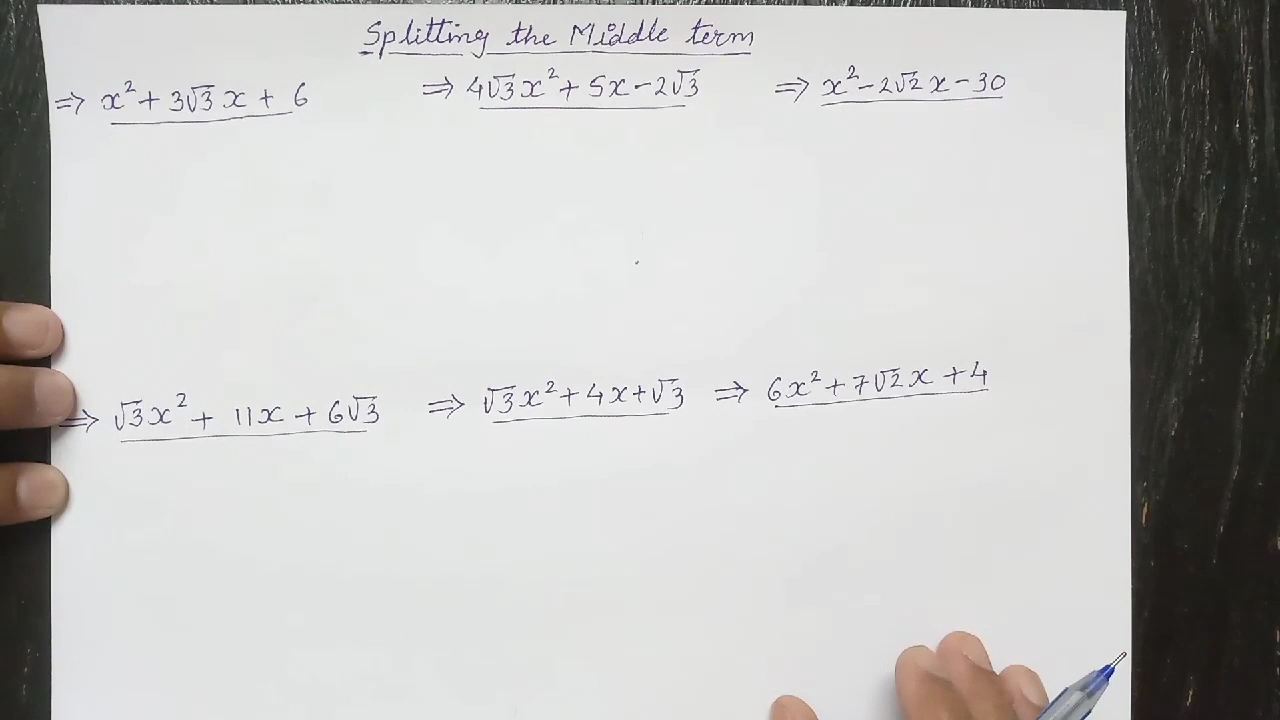 Splitting the Middle term
⇒ x² + 3√3 x + 6 ⇒ 4√3 x² + 5x - 2√3 ⇒ x² - 2√2 x - 30
⇒ √3 x² + 11x + 6√3 ⇒ √3 x² + 4x + √3 ⇒ 6x² + 7√2 x + 4